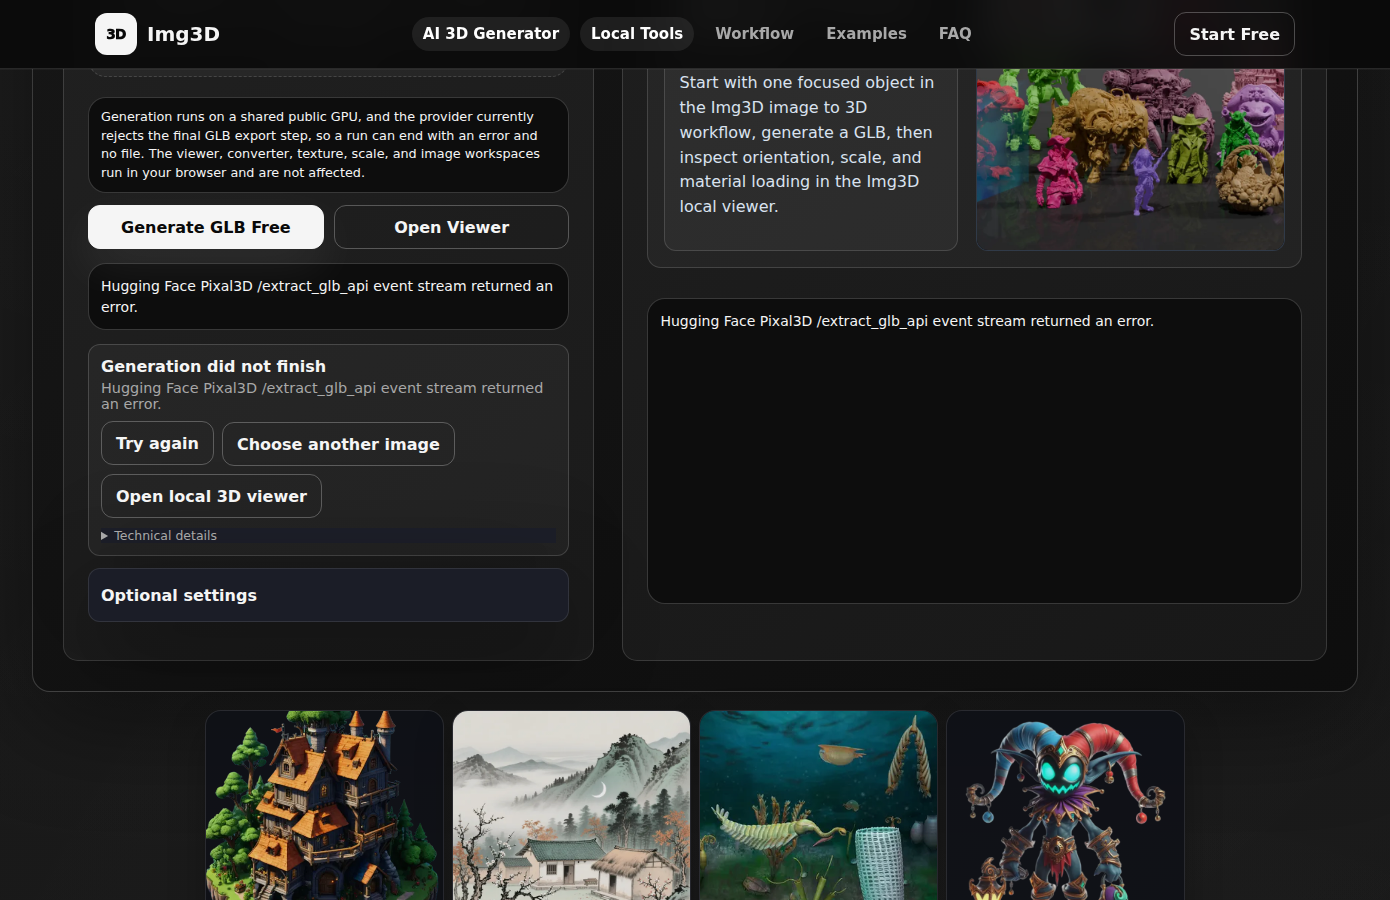 3D Img3D
AI 3D Generator Local Tools Workflow Examples FAQ
Start Free
Generation runs on a shared public GPU, and the provider currently
rejects the final GLB export step, so a run can end with an error and
no file. The viewer, converter, texture, scale, and image workspaces
run in your browser and are not affected.
Generate GLB Free
Open Viewer
Hugging Face Pixal3D /extract_glb_api event stream returned an
error.
Generation did not finish
Hugging Face Pixal3D /extract_glb_api event stream returned
an error.
Try again
Choose another image
Open local 3D viewer
Technical details
Optional settings
Start with one focused object in
the Img3D image to 3D
workflow, generate a GLB, then
inspect orientation, scale, and
material loading in the Img3D
local viewer.
Hugging Face Pixal3D /extract_glb_api event stream returned an error.